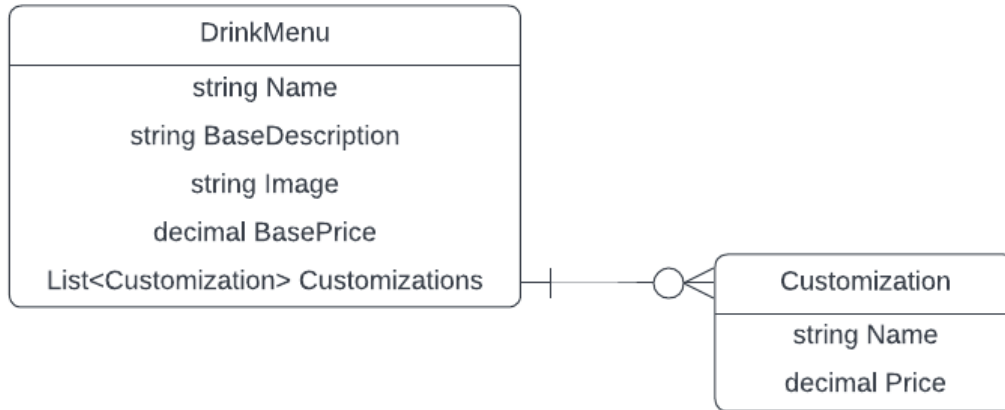 DrinkMenu
string Name
string BaseDescription
string Image
decimal BasePrice
List<Customization> Customizations
Customization
string Name
decimal Price